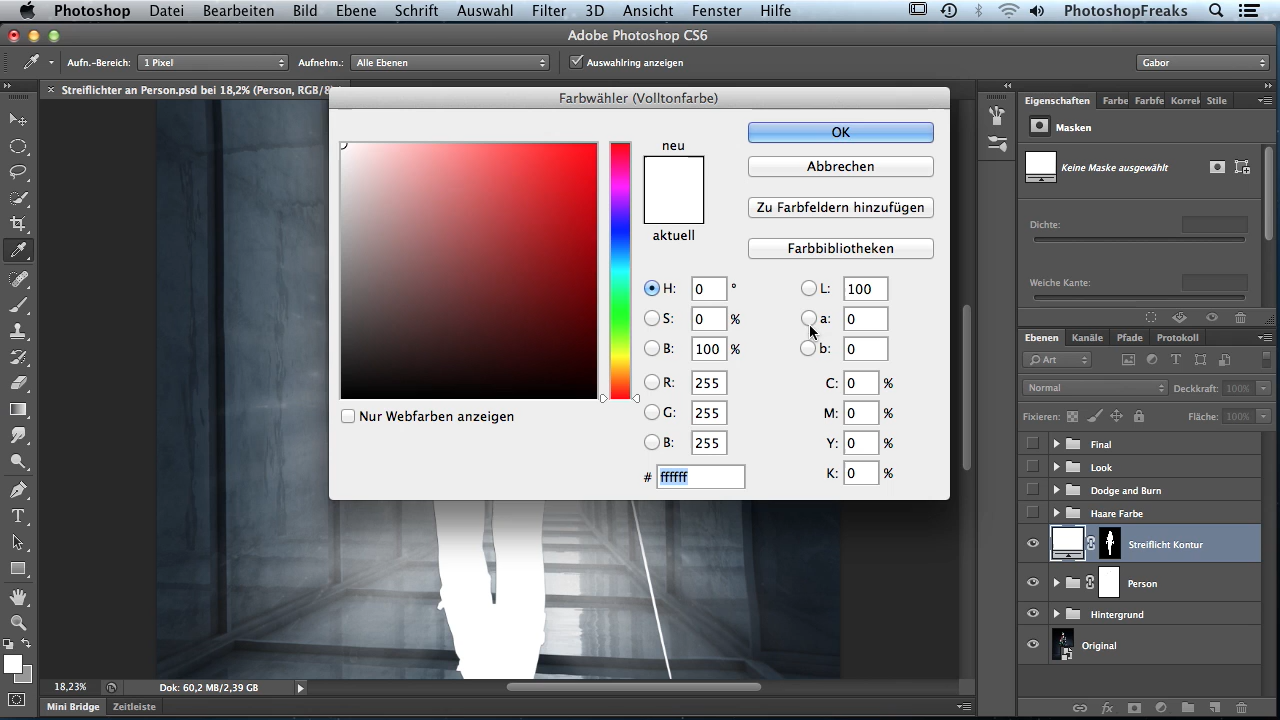 Photoshop Datei Bearbeiten Bild Ebene Schrift Auswahl Filter 3D Ansicht Fenster Hilfe PhotoshopFreaks
Adobe Photoshop CS6
Aufn.-Bereich: 1 Pixel Aufnehm.: Alle Ebenen Auswahlring anzeigen Gabor
Streiflichter an Person.psd bei 18,2% (Person, RGB/8
Farbwähler (Volltonfarbe)
neu
aktuell
OK
Abbrechen
Zu Farbfeldern hinzufügen
Farbbibliotheken
H: 0 ° L: 100
S: 0 % a: 0
B: 100 % b: 0
R: 255 C: 0 %
G: 255 M: 0 %
B: 255 Y: 0 %
# ffffff K: 0 %
Nur Webfarben anzeigen
Eigenschaften Farbe Farbfe Korrek Stile
Masken
Keine Maske ausgewählt
Dichte:
Weiche Kante:
Ebenen Kanäle Pfade Protokoll
Art
Normal Deckkraft: 100%
Fixieren: Fläche: 100%
Final
Look
Dodge and Burn
Haare Farbe
Streiflicht Kontur
Person
Hintergrund
Original
18,23% Dok: 60,2 MB/2,39 GB
Mini Bridge Zeitleiste